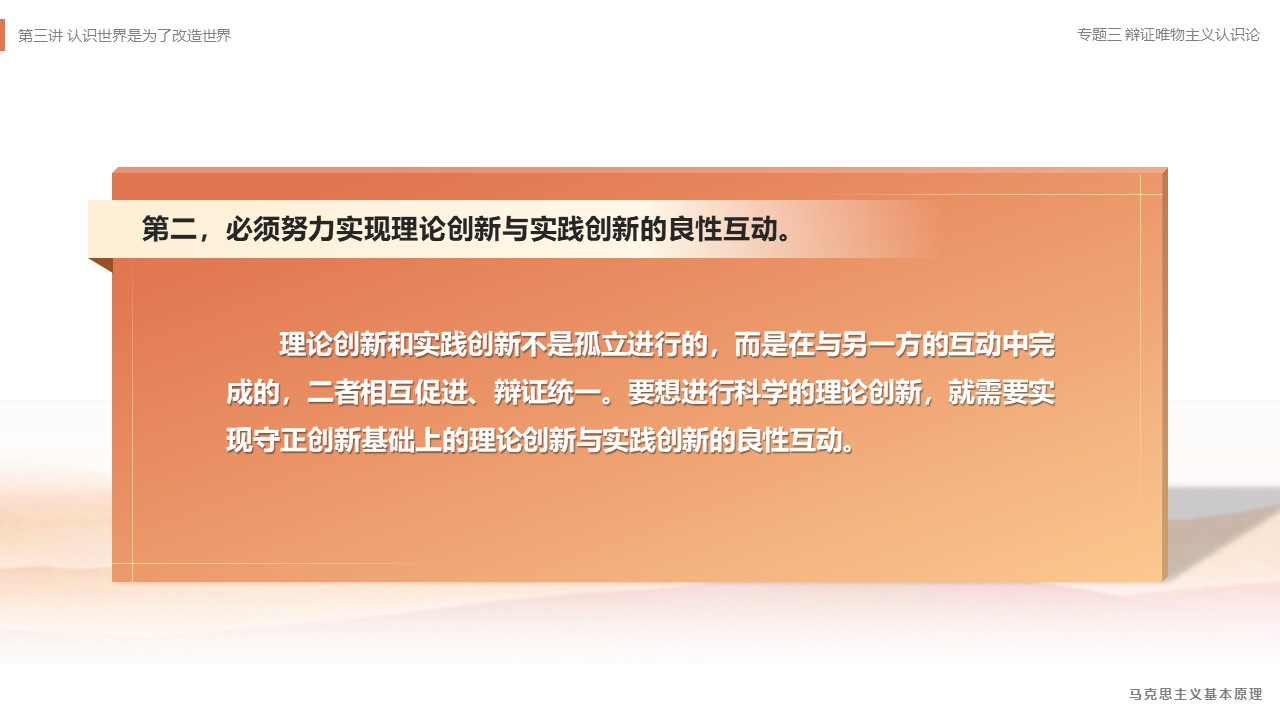 第三讲 认识世界是为了改造世界
专题三 辩证唯物主义认识论
第二，必须努力实现理论创新与实践创新的良性互动。
理论创新和实践创新不是孤立进行的，而是在与另一方的互动中完
成的，二者相互促进、辩证统一。要想进行科学的理论创新，就需要实
现守正创新基础上的理论创新与实践创新的良性互动。
马克思主义基本原理